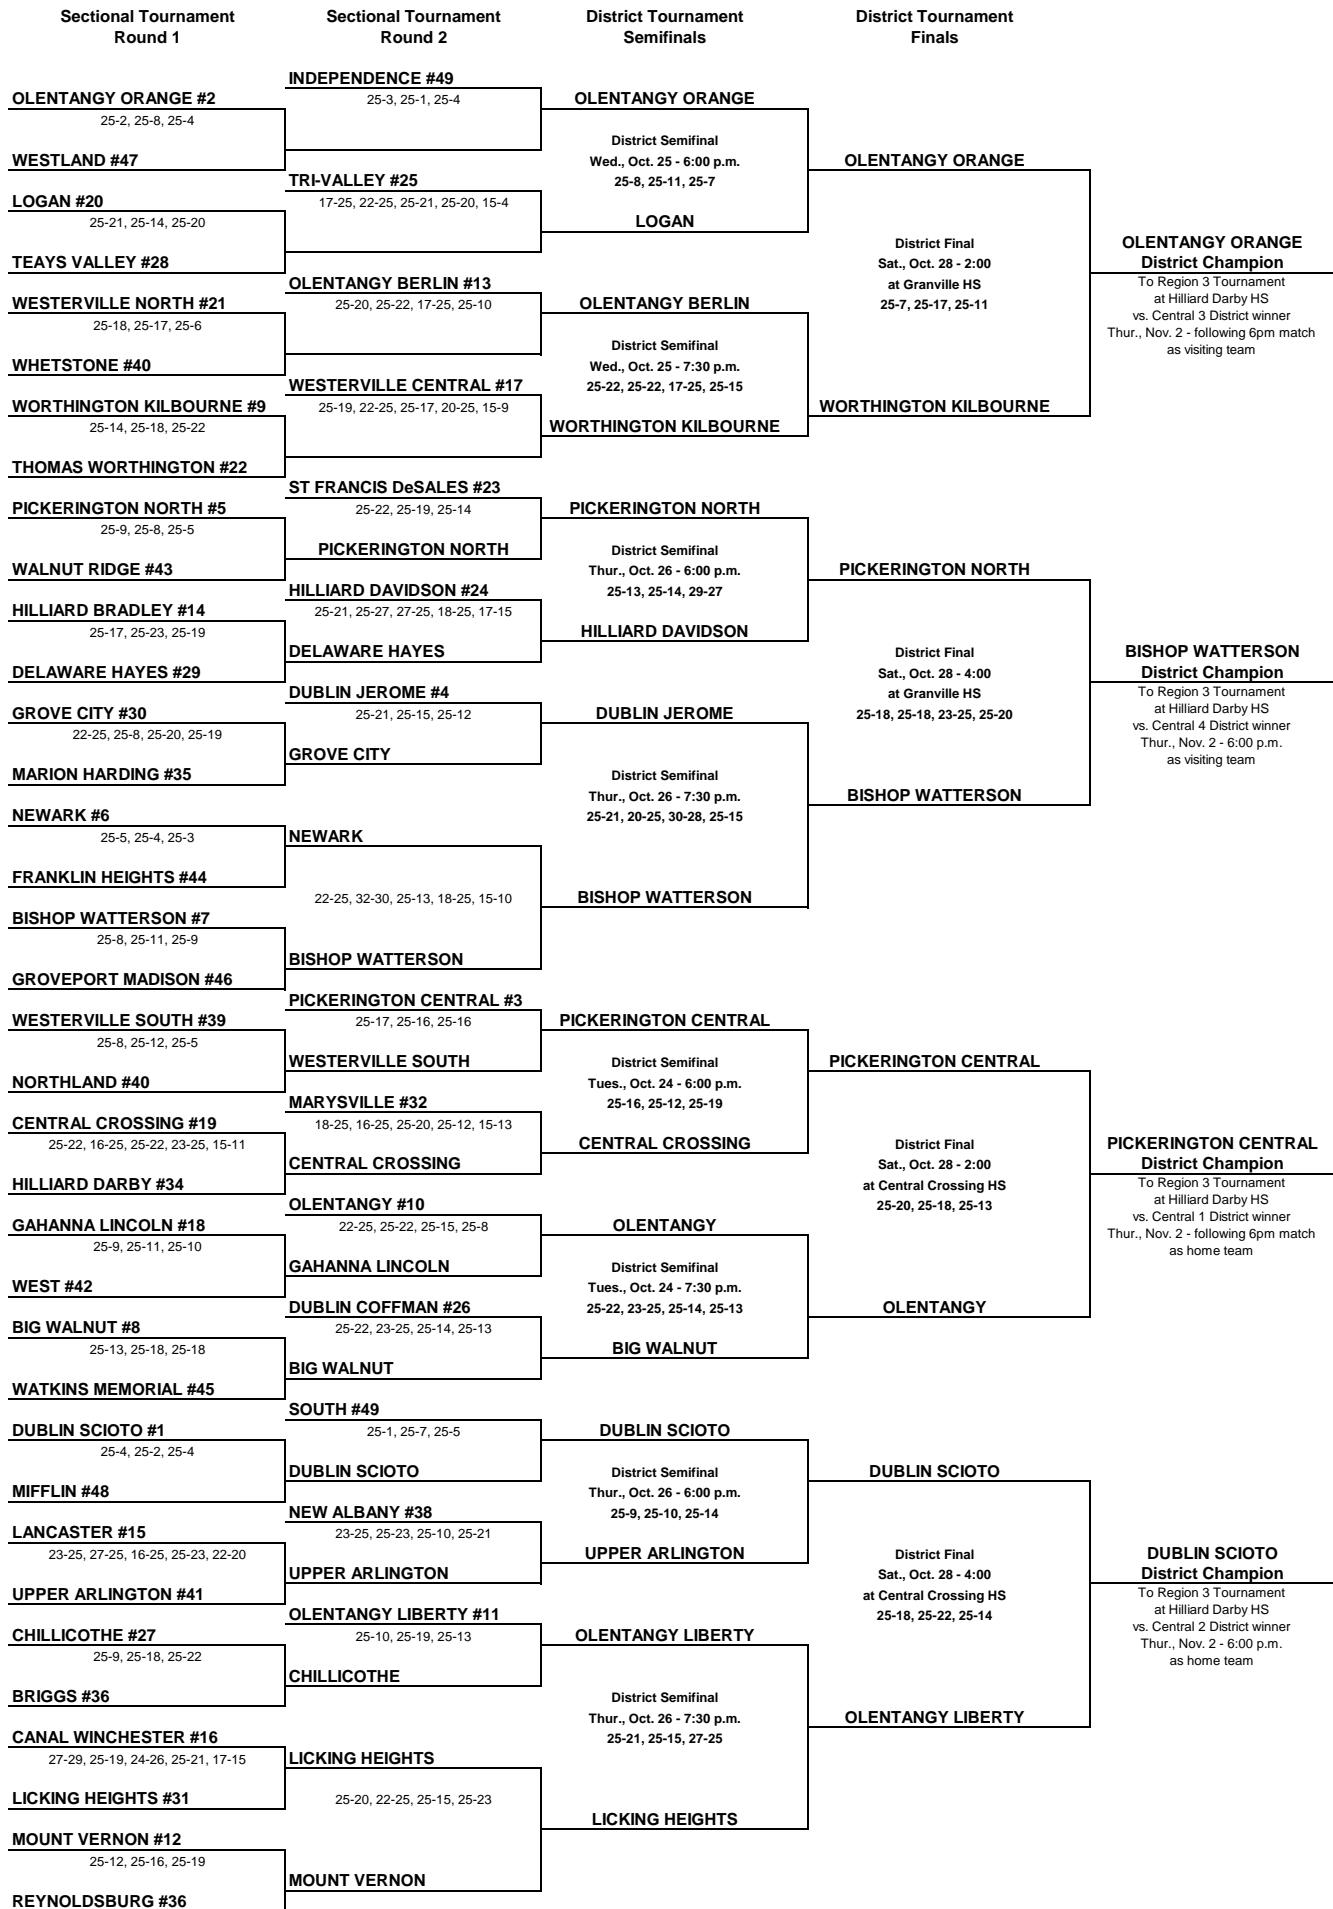 Sectional Tournament
Round 1
Sectional Tournament
Round 2
District Tournament
Semifinals
District Tournament
Finals
OLENTANGY ORANGE #2
25-2, 25-8, 25-4
WESTLAND #47
LOGAN #20
25-21, 25-14, 25-20
TEAYS VALLEY #28
WESTERVILLE NORTH #21
25-18, 25-17, 25-6
WHETSTONE #40
WORTHINGTON KILBOURNE #9
25-14, 25-18, 25-22
THOMAS WORTHINGTON #22
PICKERINGTON NORTH #5
25-9, 25-8, 25-5
WALNUT RIDGE #43
HILLIARD BRADLEY #14
25-17, 25-23, 25-19
DELAWARE HAYES #29
GROVE CITY #30
22-25, 25-8, 25-20, 25-19
MARION HARDING #35
NEWARK #6
25-5, 25-4, 25-3
FRANKLIN HEIGHTS #44
BISHOP WATTERSON #7
25-8, 25-11, 25-9
GROVEPORT MADISON #46
WESTERVILLE SOUTH #39
25-8, 25-12, 25-5
NORTHLAND #40
CENTRAL CROSSING #19
25-22, 16-25, 25-22, 23-25, 15-11
HILLIARD DARBY #34
GAHANNA LINCOLN #18
25-9, 25-11, 25-10
WEST #42
BIG WALNUT #8
25-13, 25-18, 25-18
WATKINS MEMORIAL #45
DUBLIN SCIOTO #1
25-4, 25-2, 25-4
MIFFLIN #48
LANCASTER #15
23-25, 27-25, 16-25, 25-23, 22-20
UPPER ARLINGTON #41
CHILLICOTHE #27
25-9, 25-18, 25-22
BRIGGS #36
CANAL WINCHESTER #16
27-29, 25-19, 24-26, 25-21, 17-15
LICKING HEIGHTS #31
MOUNT VERNON #12
25-12, 25-16, 25-19
REYNOLDSBURG #36
INDEPENDENCE #49
25-3, 25-1, 25-4
TRI-VALLEY #25
17-25, 22-25, 25-21, 25-20, 15-4
OLENTANGY BERLIN #13
25-20, 25-22, 17-25, 25-10
WESTERVILLE CENTRAL #17
25-19, 22-25, 25-17, 20-25, 15-9
ST FRANCIS DeSALES #23
25-22, 25-19, 25-14
PICKERINGTON NORTH
HILLIARD DAVIDSON #24
25-21, 25-27, 27-25, 18-25, 17-15
DELAWARE HAYES
DUBLIN JEROME #4
25-21, 25-15, 25-12
GROVE CITY
NEWARK
22-25, 32-30, 25-13, 18-25, 15-10
BISHOP WATTERSON
PICKERINGTON CENTRAL #3
25-17, 25-16, 25-16
WESTERVILLE SOUTH
MARYSVILLE #32
18-25, 16-25, 25-20, 25-12, 15-13
CENTRAL CROSSING
OLENTANGY #10
22-25, 25-22, 25-15, 25-8
GAHANNA LINCOLN
DUBLIN COFFMAN #26
25-22, 23-25, 25-14, 25-13
BIG WALNUT
SOUTH #49
25-1, 25-7, 25-5
DUBLIN SCIOTO
NEW ALBANY #38
23-25, 25-23, 25-10, 25-21
UPPER ARLINGTON
OLENTANGY LIBERTY #11
25-10, 25-19, 25-13
CHILLICOTHE
LICKING HEIGHTS
25-20, 22-25, 25-15, 25-23
MOUNT VERNON
OLENTANGY ORANGE
District Semifinal
Wed., Oct. 25 - 6:00 p.m.
25-8, 25-11, 25-7
LOGAN
OLENTANGY BERLIN
District Semifinal
Wed., Oct. 25 - 7:30 p.m.
25-22, 25-22, 17-25, 25-15
WORTHINGTON KILBOURNE
PICKERINGTON NORTH
District Semifinal
Thur., Oct. 26 - 6:00 p.m.
25-13, 25-14, 29-27
HILLIARD DAVIDSON
DUBLIN JEROME
District Semifinal
Thur., Oct. 26 - 7:30 p.m.
25-21, 20-25, 30-28, 25-15
BISHOP WATTERSON
PICKERINGTON CENTRAL
District Semifinal
Tues., Oct. 24 - 6:00 p.m.
25-16, 25-12, 25-19
CENTRAL CROSSING
OLENTANGY
District Semifinal
Tues., Oct. 24 - 7:30 p.m.
25-22, 23-25, 25-14, 25-13
BIG WALNUT
DUBLIN SCIOTO
District Semifinal
Thur., Oct. 26 - 6:00 p.m.
25-9, 25-10, 25-14
UPPER ARLINGTON
OLENTANGY LIBERTY
District Semifinal
Thur., Oct. 26 - 7:30 p.m.
25-21, 25-15, 27-25
LICKING HEIGHTS
OLENTANGY ORANGE
District Final
Sat., Oct. 28 - 2:00
at Granville HS
25-7, 25-17, 25-11
WORTHINGTON KILBOURNE
PICKERINGTON NORTH
District Final
Sat., Oct. 28 - 4:00
at Granville HS
25-18, 25-18, 23-25, 25-20
BISHOP WATTERSON
PICKERINGTON CENTRAL
District Final
Sat., Oct. 28 - 2:00
at Central Crossing HS
25-20, 25-18, 25-13
OLENTANGY
DUBLIN SCIOTO
District Final
Sat., Oct. 28 - 4:00
at Central Crossing HS
25-18, 25-22, 25-14
OLENTANGY LIBERTY
OLENTANGY ORANGE
District Champion
To Region 3 Tournament
at Hilliard Darby HS
vs. Central 3 District winner
Thur., Nov. 2 - following 6pm match
as visiting team
BISHOP WATTERSON
District Champion
To Region 3 Tournament
at Hilliard Darby HS
vs. Central 4 District winner
Thur., Nov. 2 - 6:00 p.m.
as visiting team
PICKERINGTON CENTRAL
District Champion
To Region 3 Tournament
at Hilliard Darby HS
vs. Central 1 District winner
Thur., Nov. 2 - following 6pm match
as home team
DUBLIN SCIOTO
District Champion
To Region 3 Tournament
at Hilliard Darby HS
vs. Central 2 District winner
Thur., Nov. 2 - 6:00 p.m.
as home team